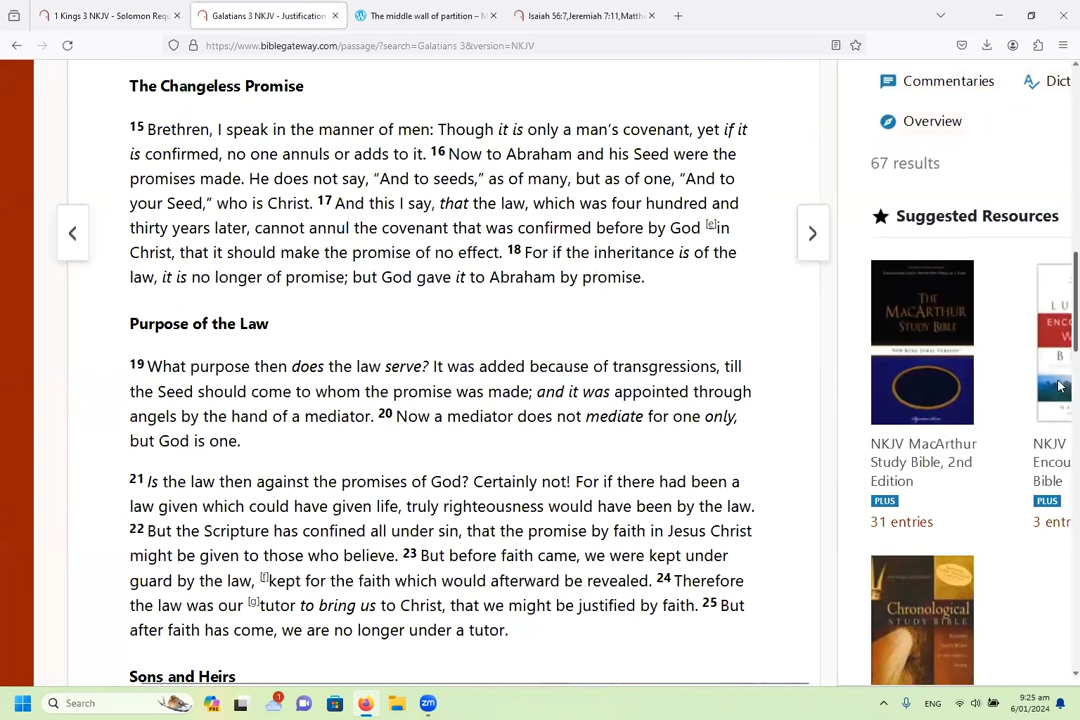 1 Kings 3 NKJV - Solomon Requ
Galatians 3 NKJV - Justification
The middle wall of partition – M
Isaiah 56:7,Jeremiah 7:11,Matthe
https://www.biblegateway.com/passage/?search=Galatians 3&version=NKJV
The Changeless Promise
15 Brethren, I speak in the manner of men: Though it is only a man's covenant, yet if it
is confirmed, no one annuls or adds to it. 16 Now to Abraham and his Seed were the
promises made. He does not say, “And to seeds,” as of many, but as of one, “And to
your Seed,” who is Christ. 17 And this I say, that the law, which was four hundred and
thirty years later, cannot annul the covenant that was confirmed before by God [e]in
Christ, that it should make the promise of no effect. 18 For if the inheritance is of the
law, it is no longer of promise; but God gave it to Abraham by promise.
Purpose of the Law
19 What purpose then does the law serve? It was added because of transgressions, till
the Seed should come to whom the promise was made; and it was appointed through
angels by the hand of a mediator. 20 Now a mediator does not mediate for one only,
but God is one.
21 Is the law then against the promises of God? Certainly not! For if there had been a
law given which could have given life, truly righteousness would have been by the law.
22 But the Scripture has confined all under sin, that the promise by faith in Jesus Christ
might be given to those who believe. 23 But before faith came, we were kept under
guard by the law, [f]kept for the faith which would afterward be revealed. 24 Therefore
the law was our [g]tutor to bring us to Christ, that we might be justified by faith. 25 But
after faith has come, we are no longer under a tutor.
Sons and Heirs
Commentaries
Dict
Overview
67 results
Suggested Resources
THE
MACARTHUR
STUDY BIBLE
NKJV MacArthur
Study Bible, 2nd
Edition
PLUS
31 entries
LU
ENCO
W
B
NKJV
Encou
Bible
PLUS
3 entr
Chronological
STUDY BIBLE
Search
PRE
1
zm
ENG
9:25 am
6/01/2024